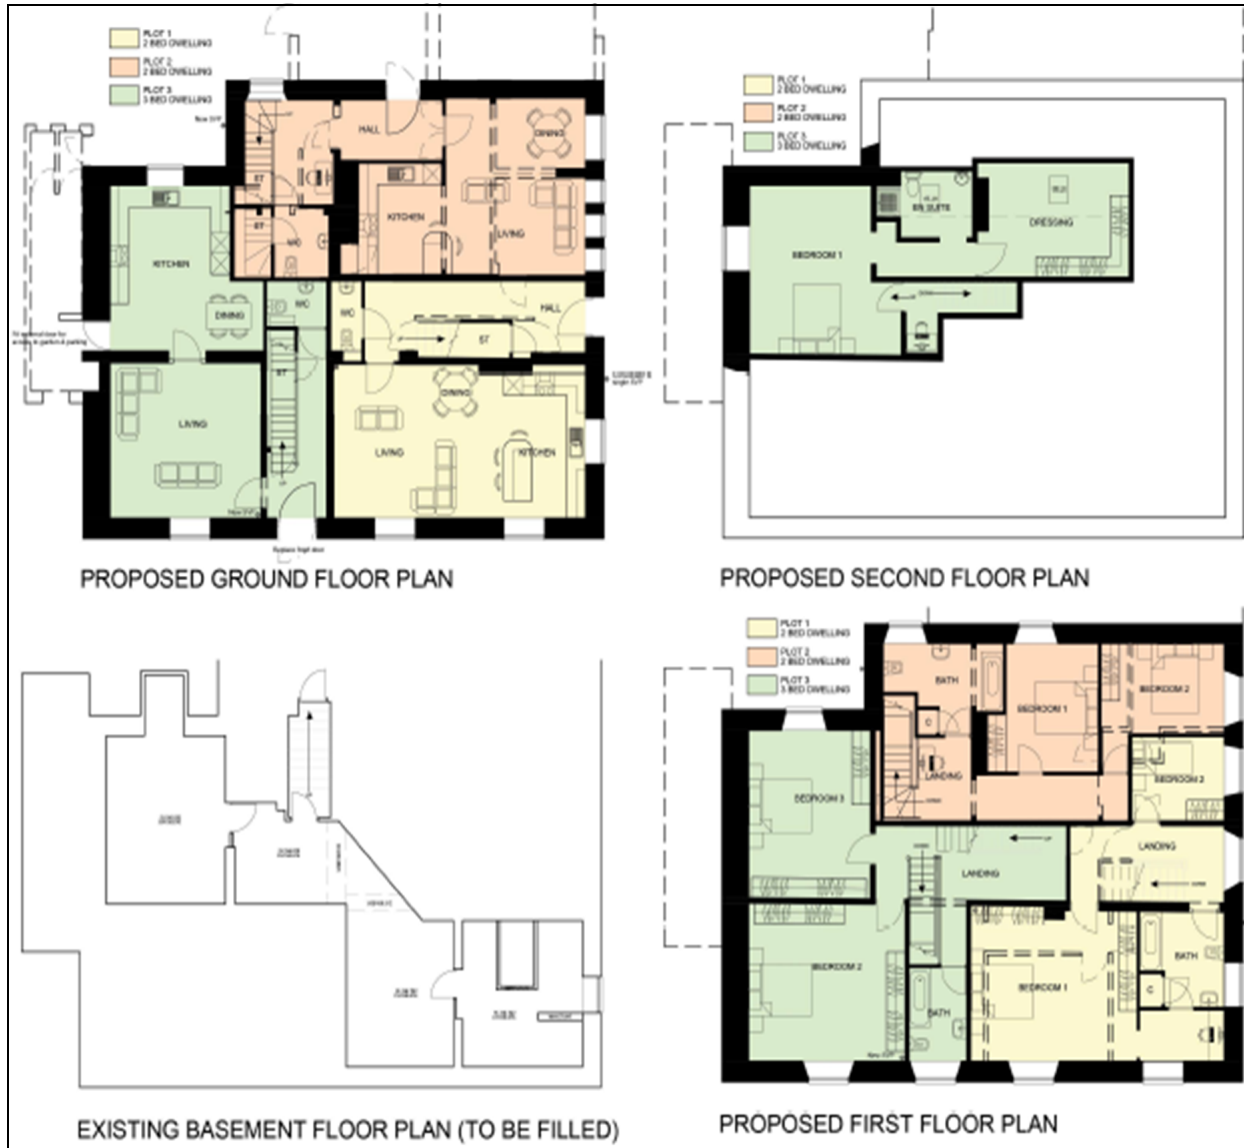 PLOT 1
2 BED DWELLING
PLOT 2
2 BED DWELLING
PLOT 3
3 BED DWELLING
HALL
DINING
ST
KITCHEN
LIVING
ST
WC
KITCHEN
DINING
WC
WC
HALL
ST
ST
LIVING
DINING
LIVING
KITCHEN
UP
PROPOSED GROUND FLOOR PLAN
PLOT 1
2 BED DWELLING
PLOT 2
2 BED DWELLING
PLOT 3
3 BED DWELLING
EN SUITE
DRESSING
BEDROOM 1
DOWN
PROPOSED SECOND FLOOR PLAN
EXISTING BASEMENT FLOOR PLAN (TO BE FILLED)
PLOT 1
2 BED DWELLING
PLOT 2
2 BED DWELLING
PLOT 3
3 BED DWELLING
BATH
BEDROOM 1
BEDROOM 2
C
LANDING
BEDROOM 2
BEDROOM 3
LANDING
LANDING
BEDROOM 2
BEDROOM 1
BATH
C
BATH
PROPOSED FIRST FLOOR PLAN